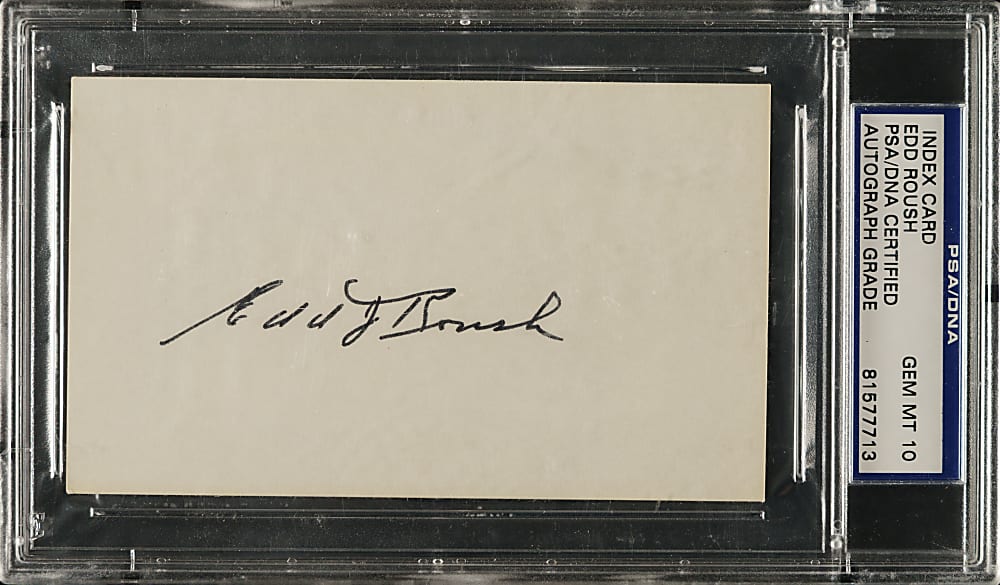 Edd J Roush
PSA/DNA
INDEX CARD
EDD ROUSH GEM MT 10
PSA/DNA CERTIFIED
AUTOGRAPH GRADE 81577713